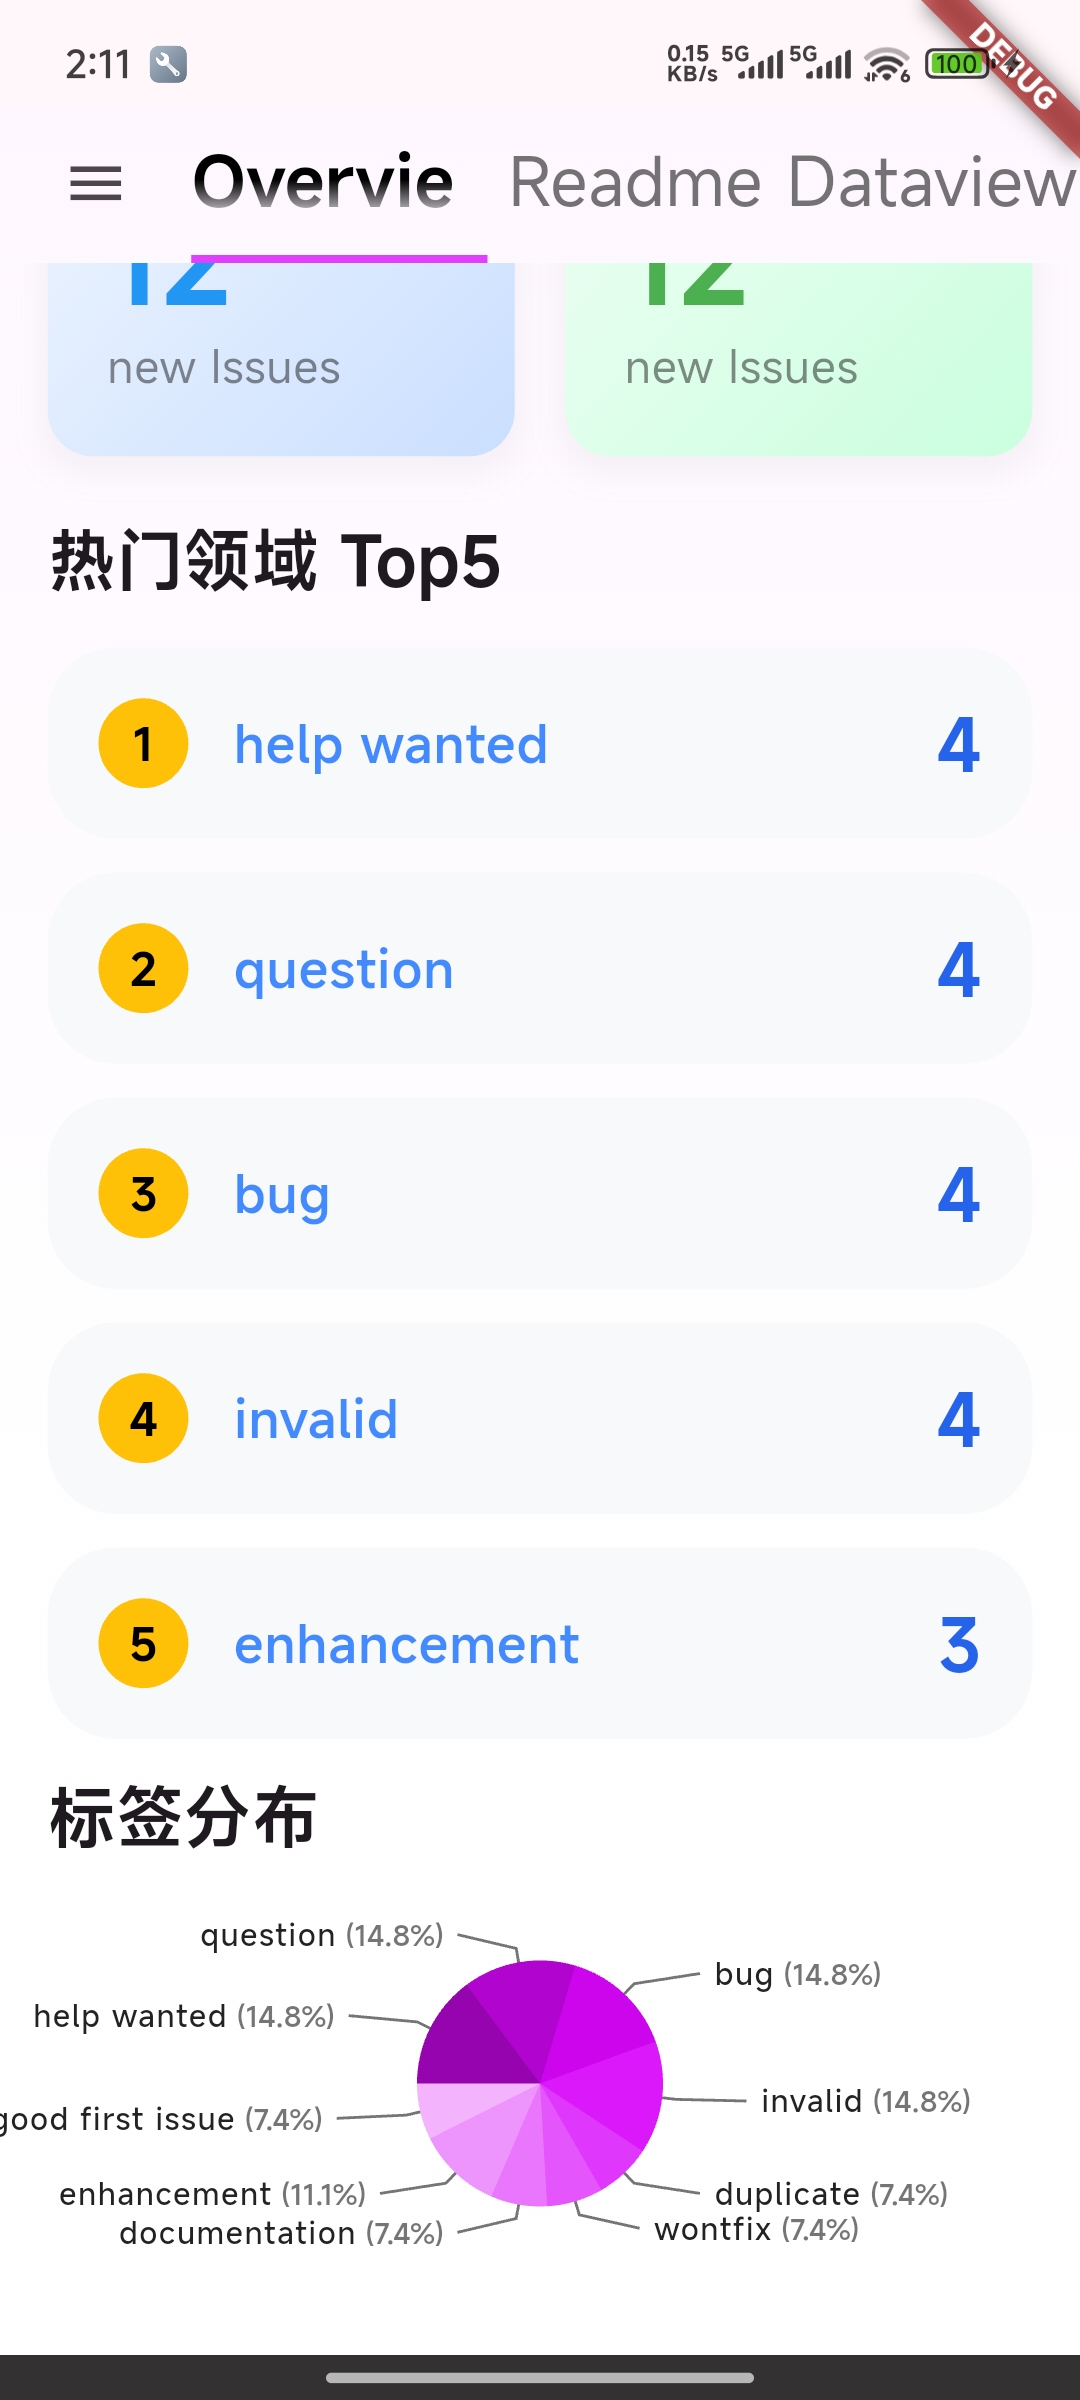 2:11
0.15 KB/s 5G 5G 6 100
DEBUG
Overvie Readme Dataview
12 12
new Issues new Issues
热门领域 Top5
1 help wanted 4
2 question 4
3 bug 4
4 invalid 4
5 enhancement 3
标签分布
question (14.8%)
bug (14.8%)
help wanted (14.8%)
invalid (14.8%)
good first issue (7.4%)
enhancement (11.1%)
duplicate (7.4%)
documentation (7.4%)
wontfix (7.4%)